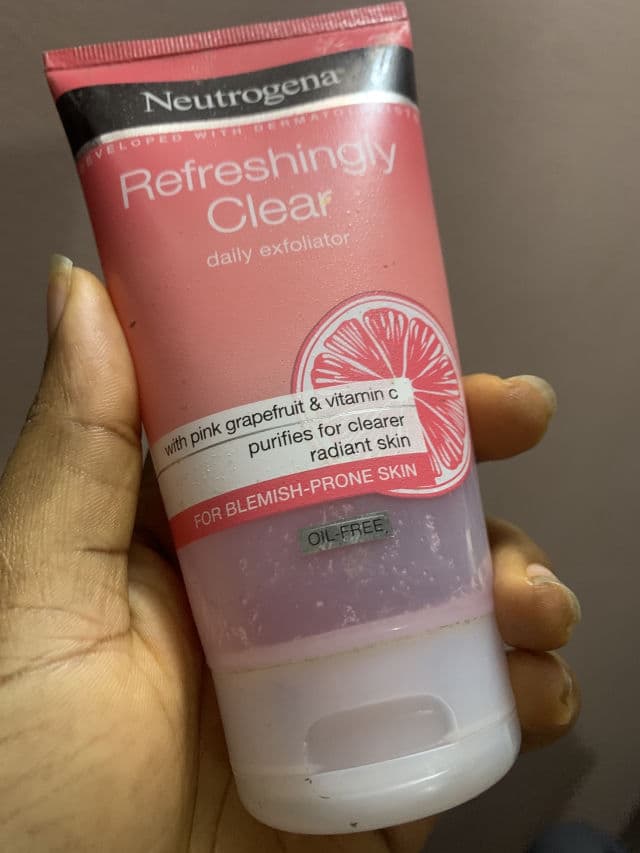 Neutrogena
DEVELOPED WITH
Refreshingly
Clear
daily exfoliator
with pink grapefruit & vitamin c
purifies for clearer
radiant skin
FOR BLEMISH-PRONE SKIN
OIL-FREE